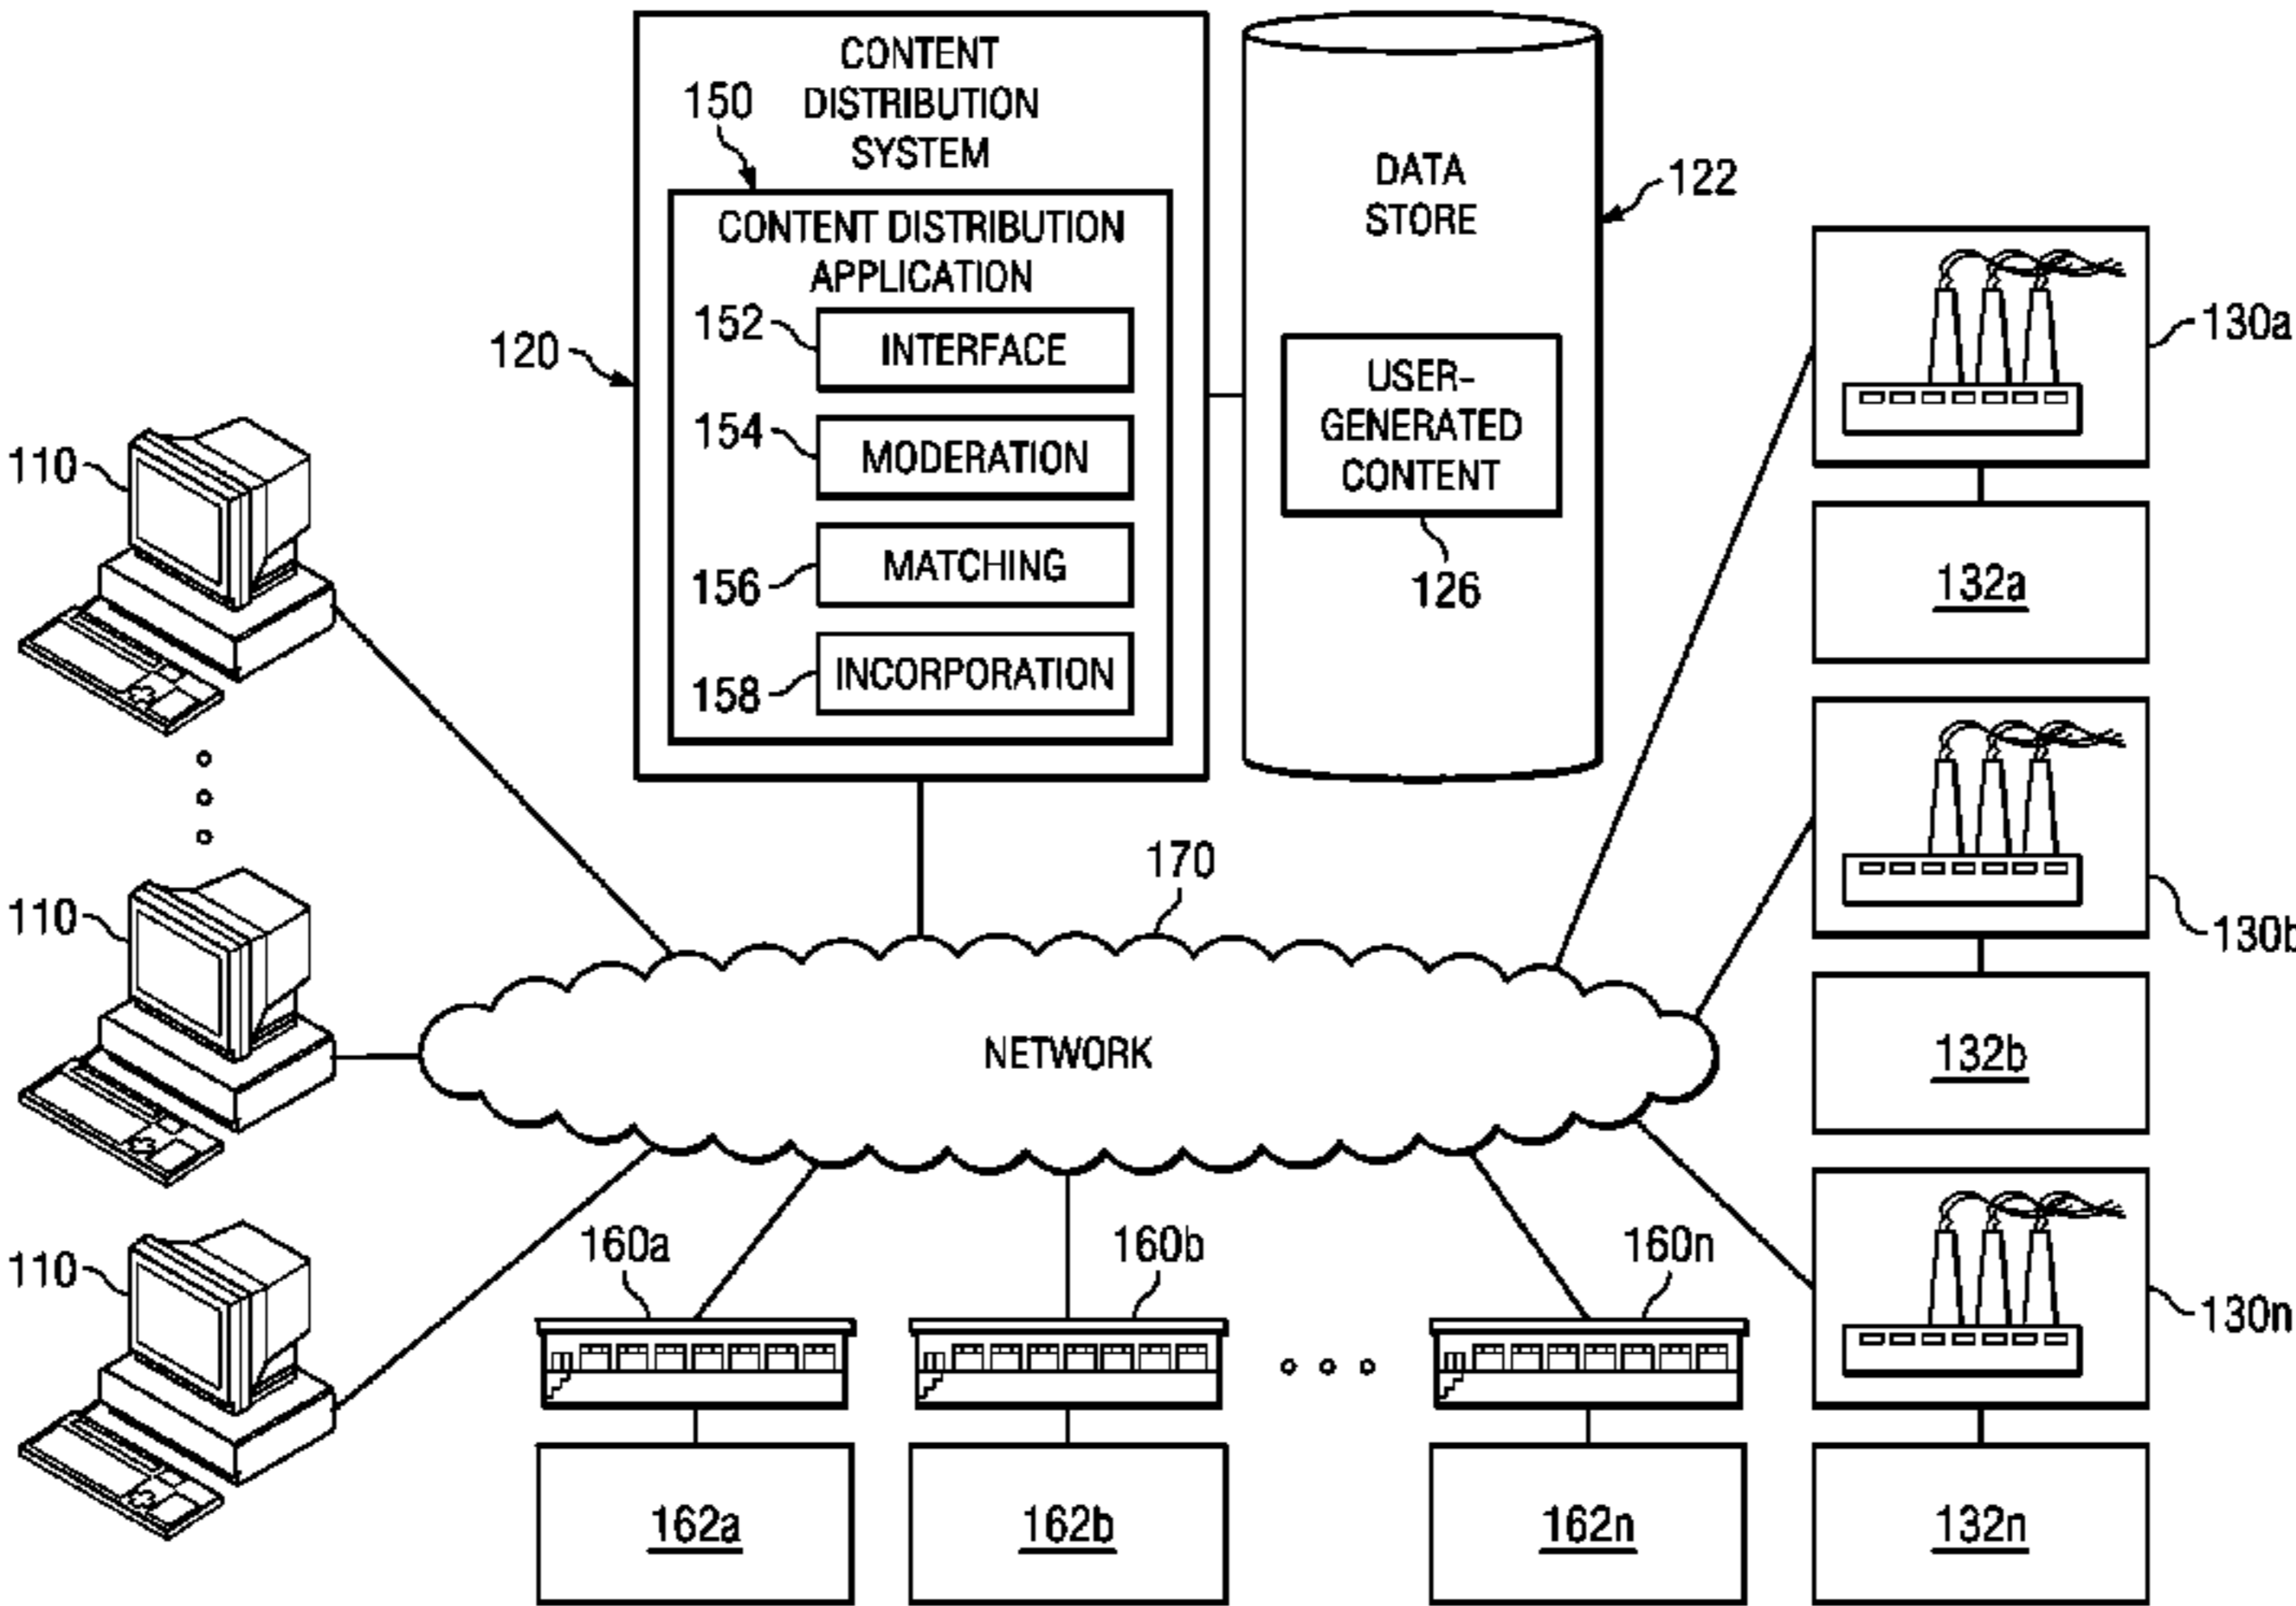 CONTENT
DISTRIBUTION
SYSTEM
150
CONTENT DISTRIBUTION
APPLICATION
152
INTERFACE
120
154
MODERATION
156
MATCHING
158
INCORPORATION
DATA
STORE
122
USER-
GENERATED
CONTENT
126
130a
132a
130b
132b
130n
132n
110
110
110
170
NETWORK
160a
160b
160n
162a
162b
162n